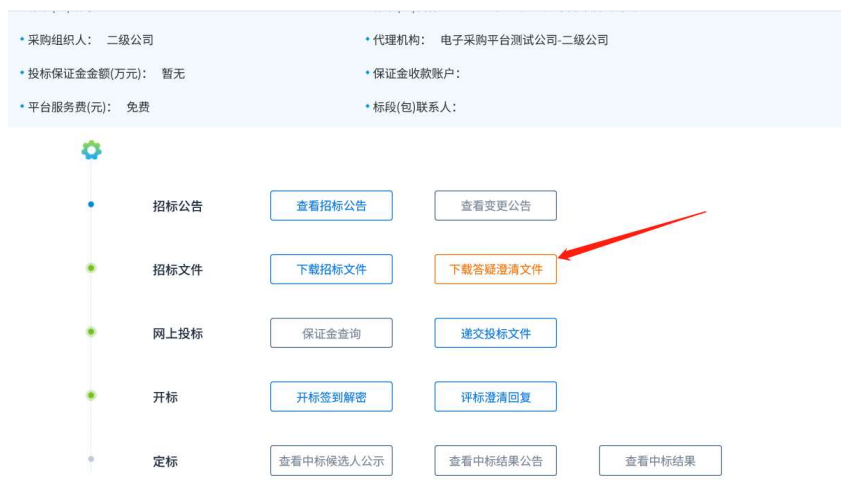 采购组织人: 二级公司
代理机构: 电子采购平台测试公司-二级公司
投标保证金金额(万元): 暂无
保证金收款账户:
平台服务费(元): 免费
标段(包)联系人:
招标公告 查看招标公告 查看变更公告
招标文件 下载招标文件 下载答疑澄清文件
网上投标 保证金查询 递交投标文件
开标 开标签到解密 评标澄清回复
定标 查看中标候选人公示 查看中标结果公告 查看中标结果